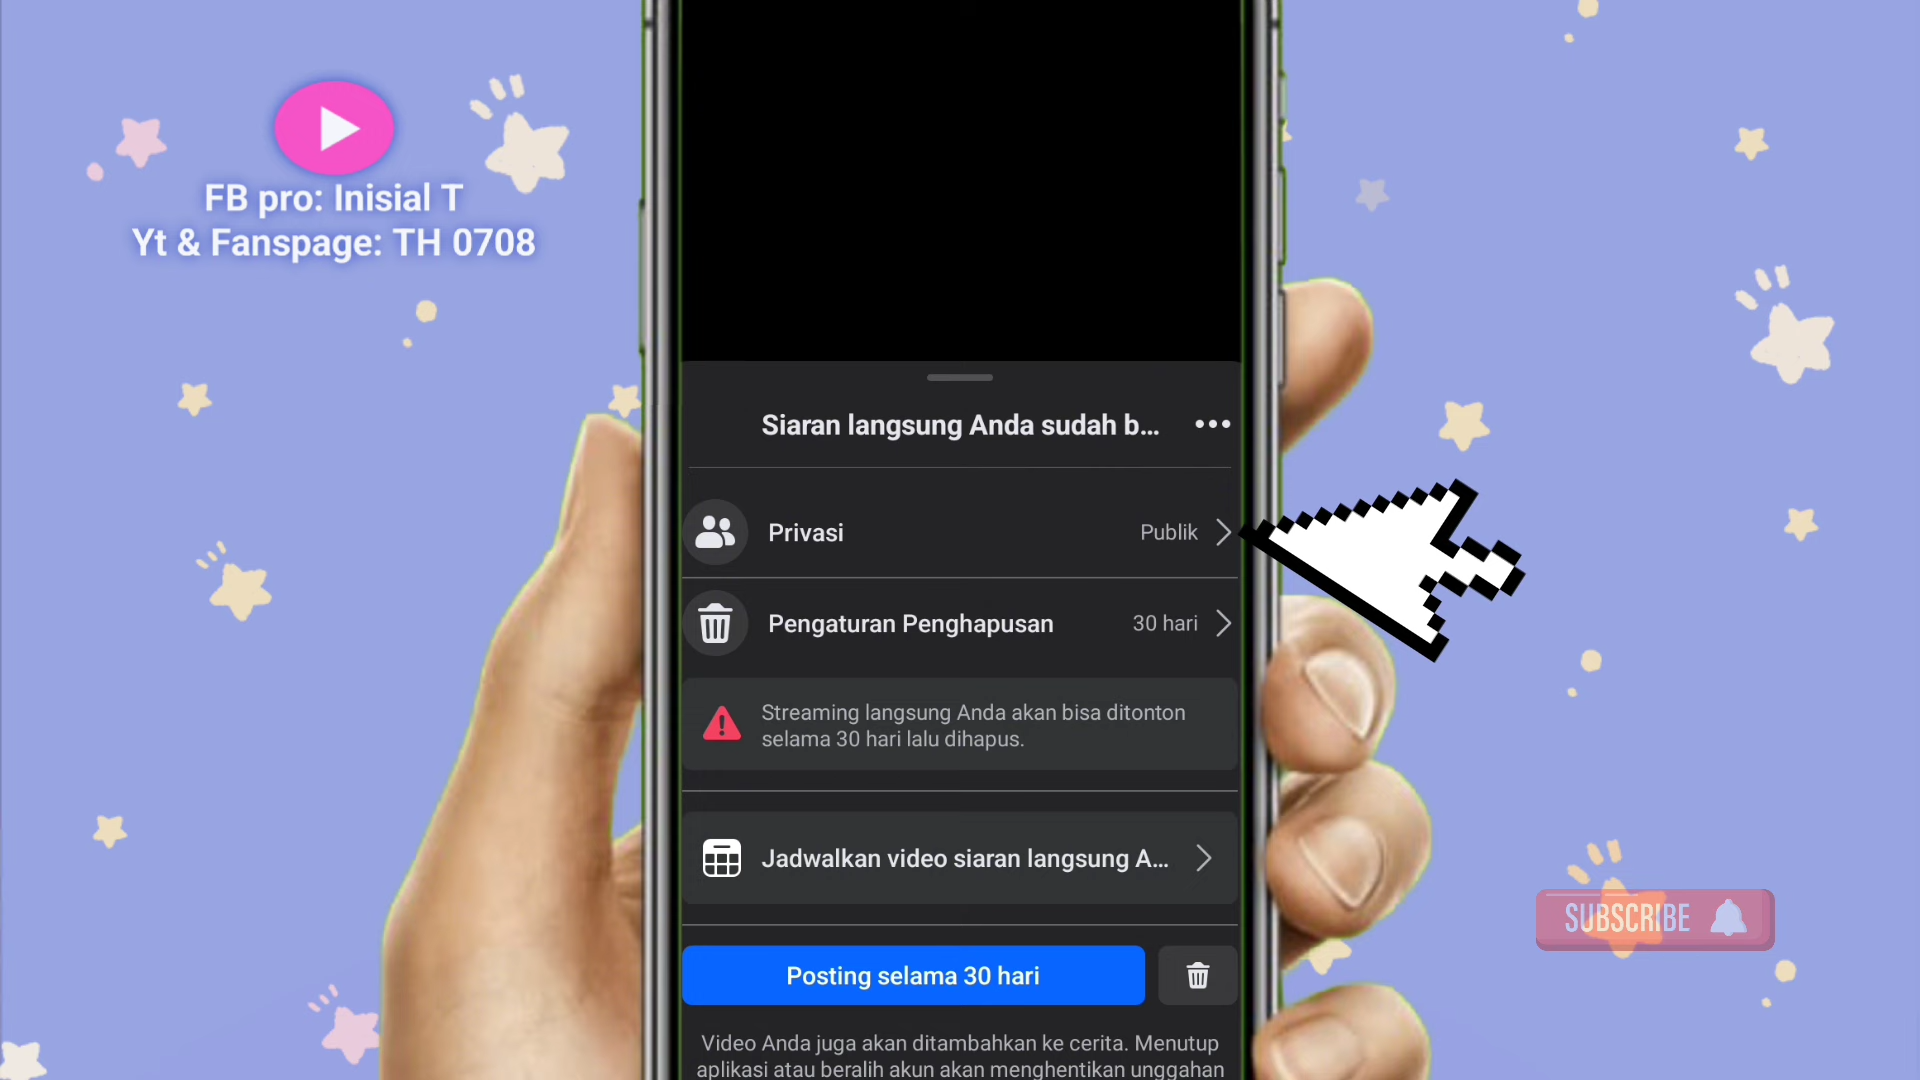 FB pro: Inisial T
Yt & Fanspage: TH 0708
Siaran langsung Anda sudah b...
Privasi
Publik
Pengaturan Penghapusan
30 hari
Streaming langsung Anda akan bisa ditonton
selama 30 hari lalu dihapus.
Jadwalkan video siaran langsung A...
Posting selama 30 hari
Video Anda juga akan ditambahkan ke cerita. Menutup
aplikasi atau beralih akun akan menghentikan unggahan
SUBSCRIBE